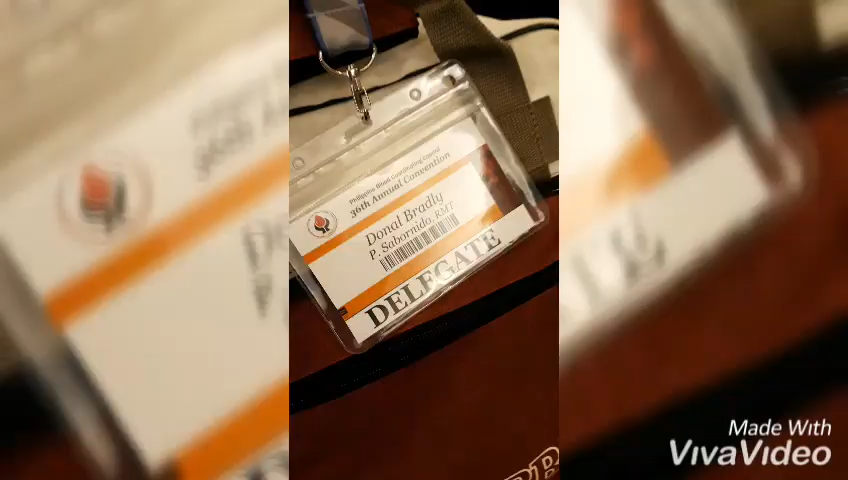 Philippine Blood Coordinating Council
36th Annual Convention
Donal Bradly
P. Sabornido, RMT
DELEGATE
Made With
VivaVideo